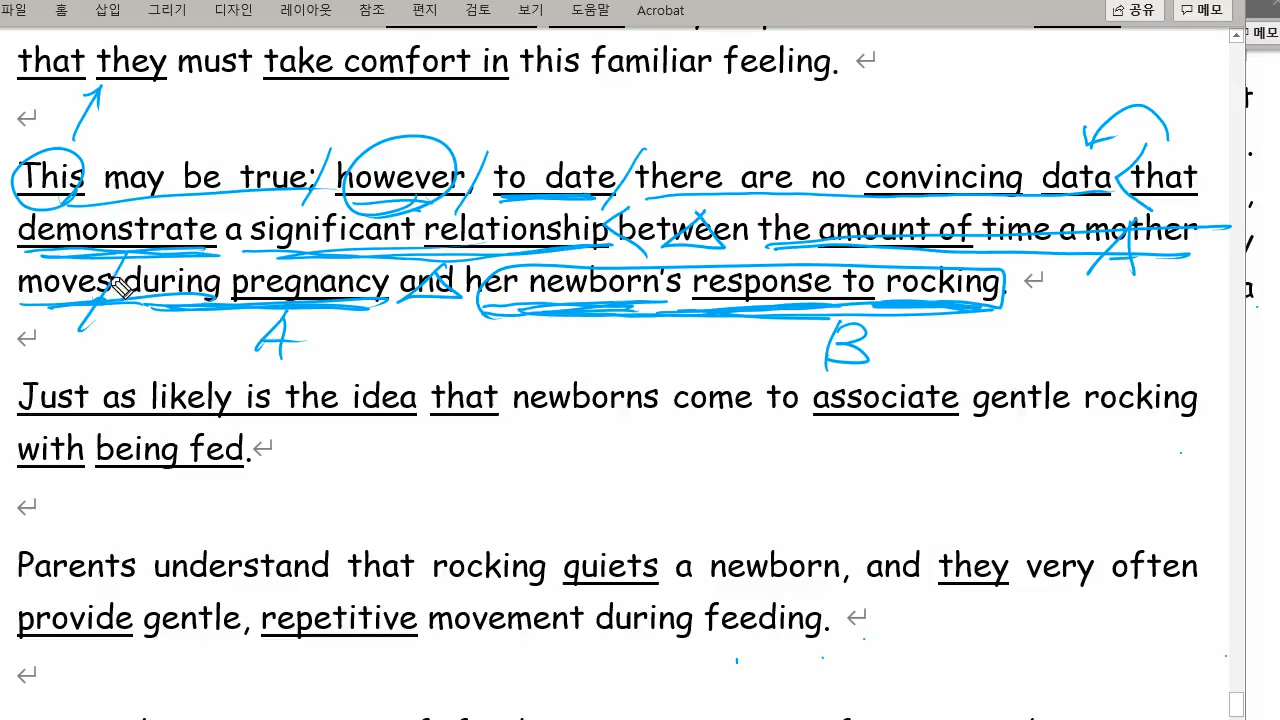 파일 홈 삽입 그리기 디자인 레이아웃 참조 편지 검토 보기 도움말 Acrobat 공유 메모
메모
that they must take comfort in this familiar feeling.
This may be true; however, to date there are no convincing data that
demonstrate a significant relationship between the amount of time a mother
moves during pregnancy and her newborn's response to rocking.
A
A
B
Just as likely is the idea that newborns come to associate gentle rocking
with being fed.
Parents understand that rocking quiets a newborn, and they very often
provide gentle, repetitive movement during feeding.